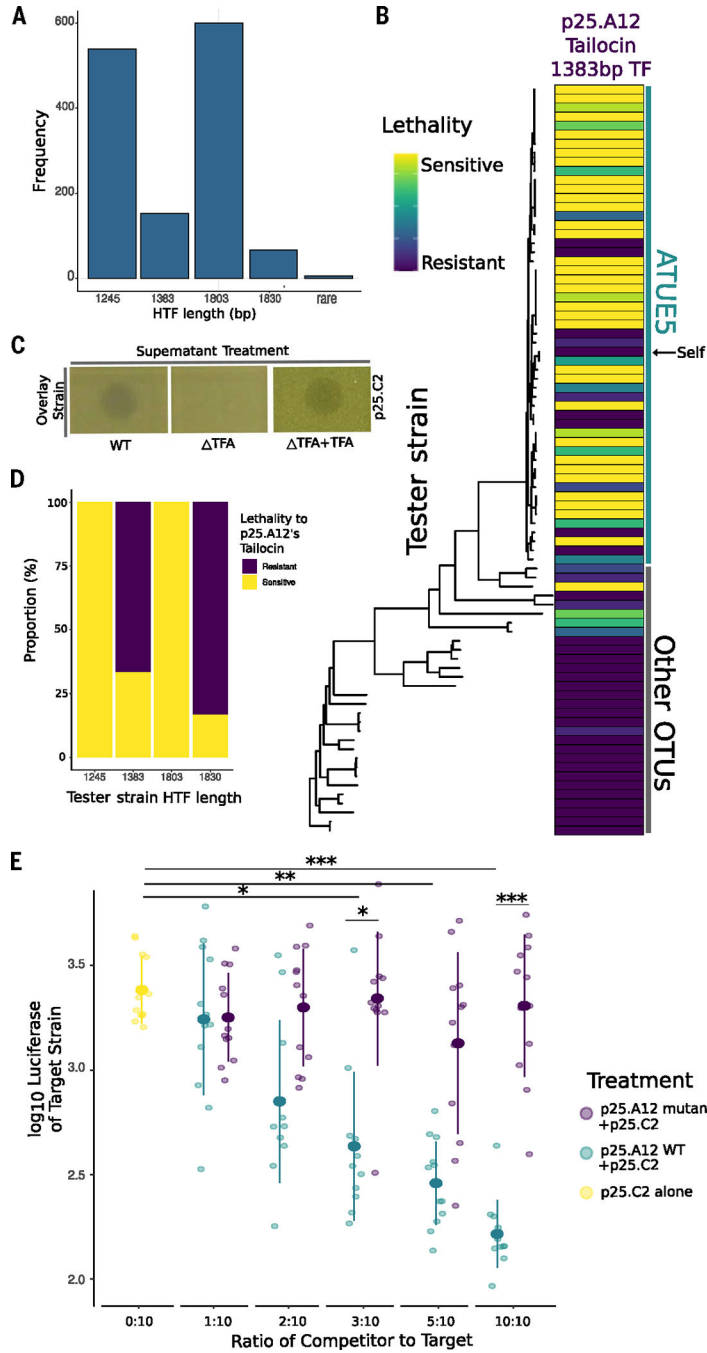 A
600
400
200
0
Frequency
1245
1383
1803
1830
rare
HTF length (bp)
B
p25.A12
Tailocin
1383bp TF
Lethality
Sensitive
Resistant
ATUE5
Self
Other OTUs
Tester strain
C
Supernatant Treatment
Overlay
Strain
p25.C2
WT
△TFA
△TFA+TFA
D
100
75
50
25
0
Proportion (%)
Lethality to
p25.A12's
Tailocin
Resistant
Sensitive
1245
1383
1803
1830
Tester strain HTF length
E
***
**
*
*
***
3.5
3.0
2.5
2.0
log10 Luciferase
of Target Strain
0:10
1:10
2:10
3:10
5:10
10:10
Ratio of Competitor to Target
Treatment
p25.A12 mutan
+p25.C2
p25.A12 WT
+p25.C2
p25.C2 alone